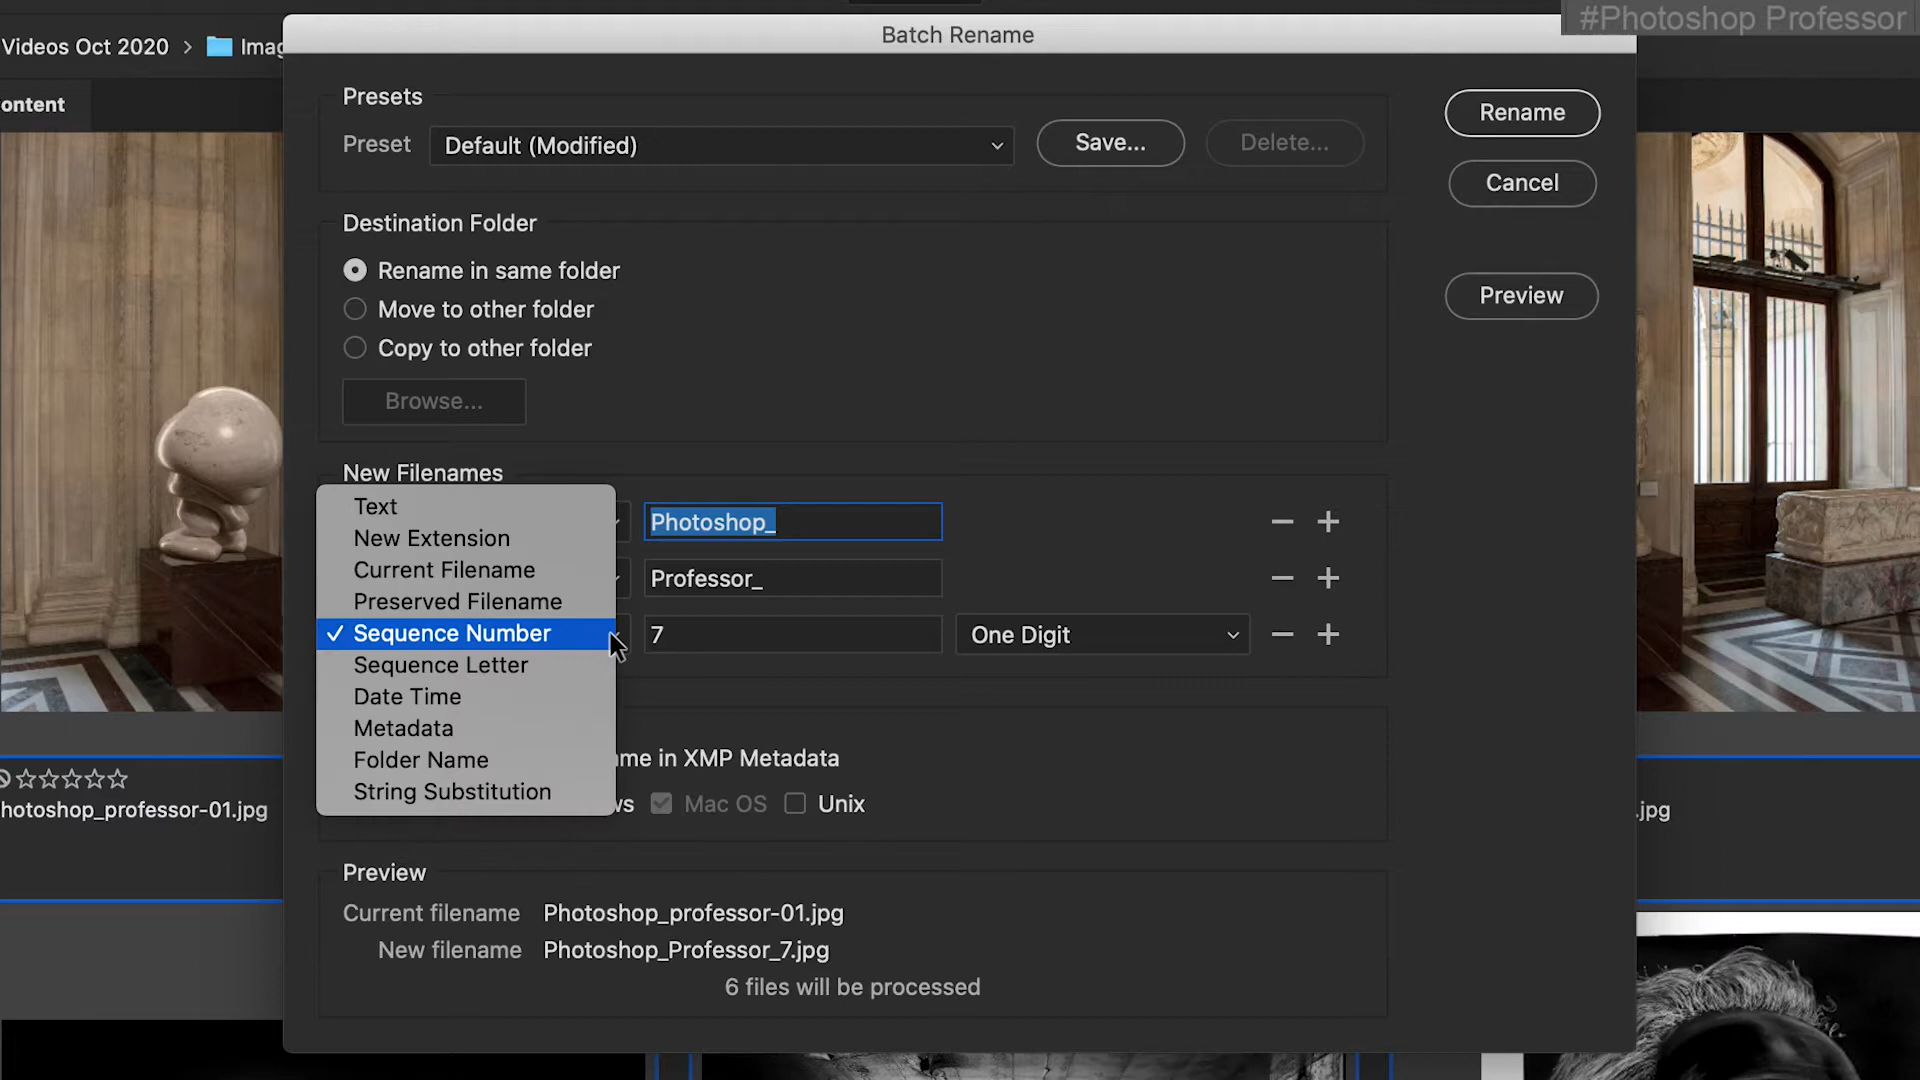 #Photoshop Professor
Batch Rename
Videos Oct 2020 > Imag
ontent
Presets
Preset Default (Modified) Save... Delete...
Rename
Cancel
Preview
Destination Folder
Rename in same folder
Move to other folder
Copy to other folder
Browse...
New Filenames
Text
New Extension
Current Filename
Preserved Filename
✓ Sequence Number
Sequence Letter
Date Time
Metadata
Folder Name
String Substitution
Photoshop_ − +
Professor_ − +
7 One Digit − +
me in XMP Metadata
ws Mac OS Unix
hotoshop_professor-01.jpg
.jpg
Preview
Current filename Photoshop_professor-01.jpg
New filename Photoshop_Professor_7.jpg
6 files will be processed